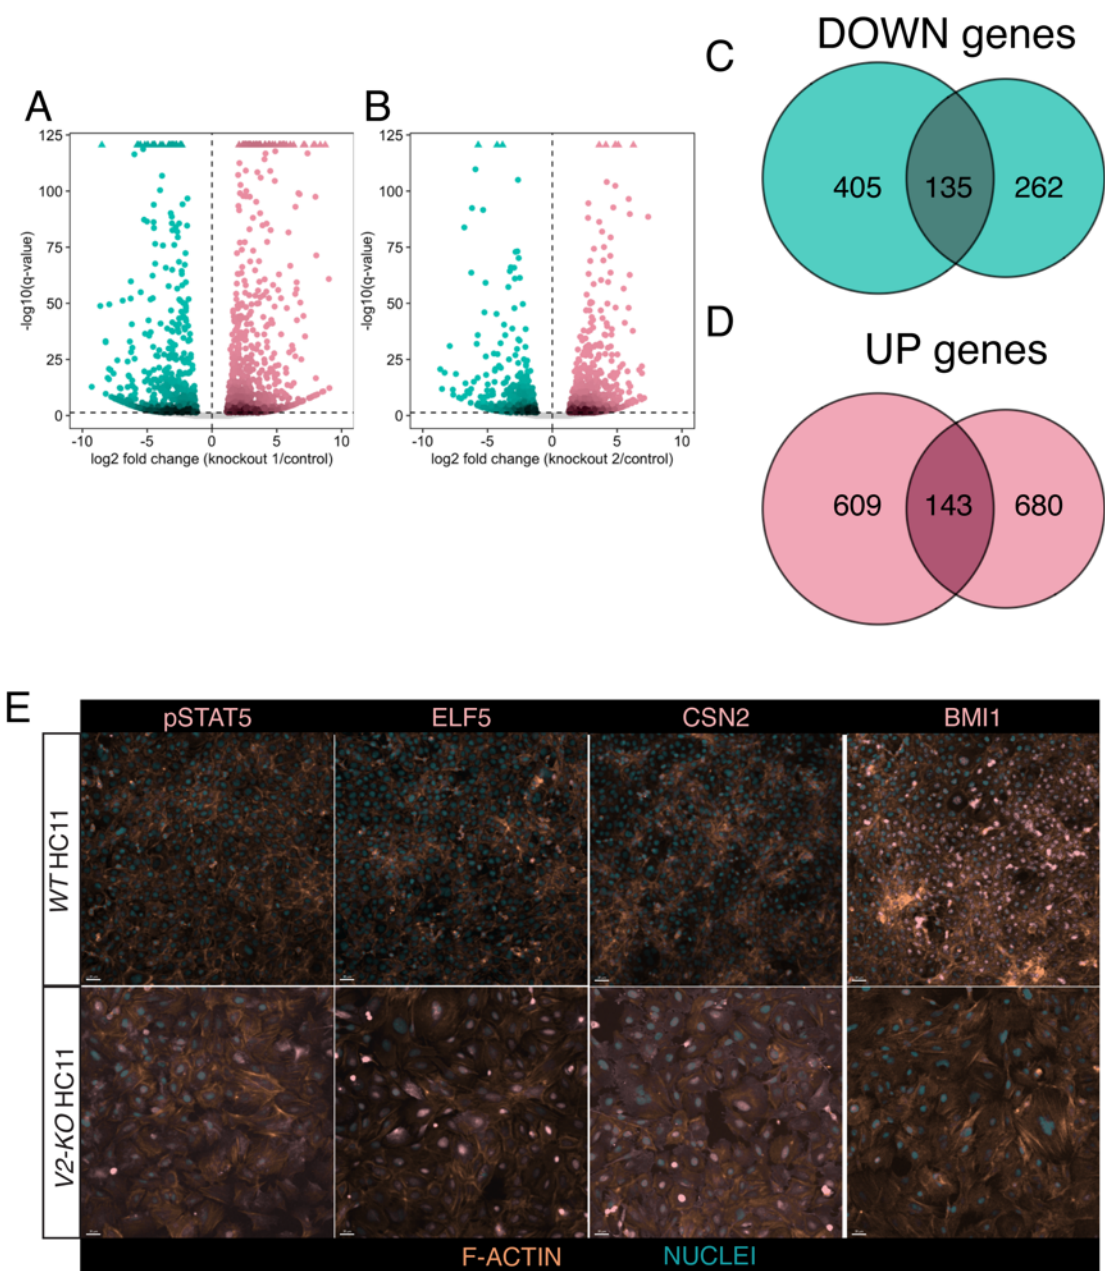 A
125
100
75
50
25
0
-log10(q-value)
-10 -5 0 5 10
log2 fold change (knockout 1/control)
B
125
100
75
50
25
0
-log10(q-value)
-10 -5 0 5 10
log2 fold change (knockout 2/control)
C
DOWN genes
405 135 262
D
UP genes
609 143 680
E
pSTAT5 ELF5 CSN2 BMI1
WT HC11
V2-KO HC11
F-ACTIN NUCLEI